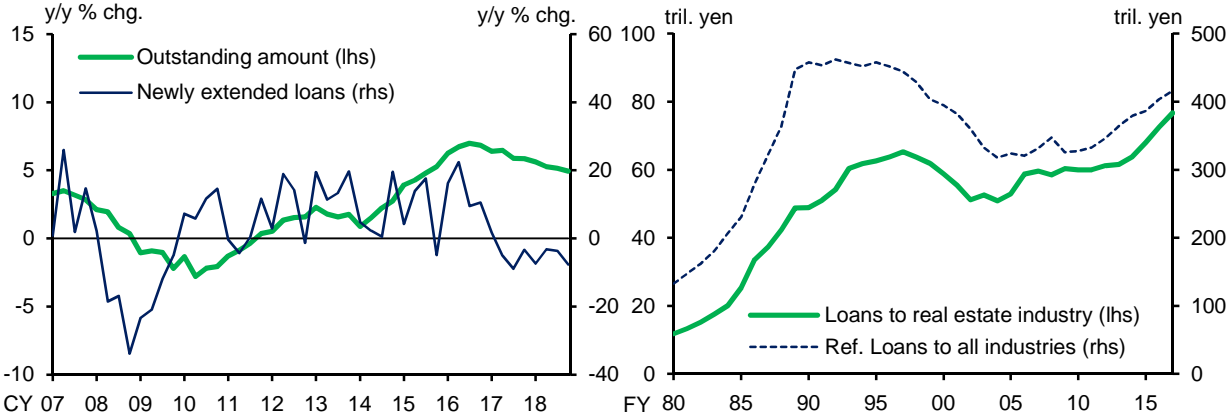 y/y % chg.
y/y % chg.
15
10
5
0
-5
-10
60
40
20
0
-20
-40
Outstanding amount (lhs)
Newly extended loans (rhs)
CY 07 08 09 10 11 12 13 14 15 16 17 18
tril. yen
tril. yen
100
80
60
40
20
0
500
400
300
200
100
0
Loans to real estate industry (lhs)
Ref. Loans to all industries (rhs)
FY 80 85 90 95 00 05 10 15